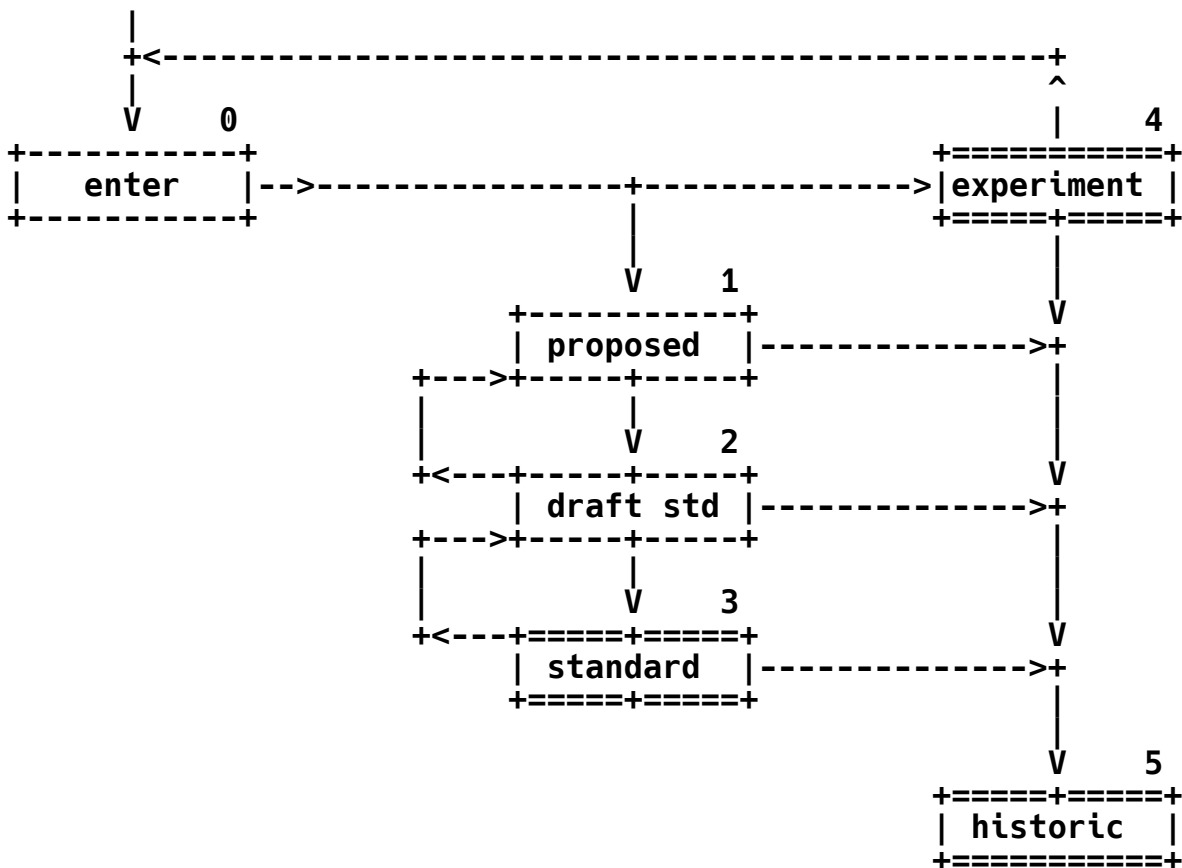 0
4
enter
experiment
1
proposed
2
draft std
3
standard
5
historic